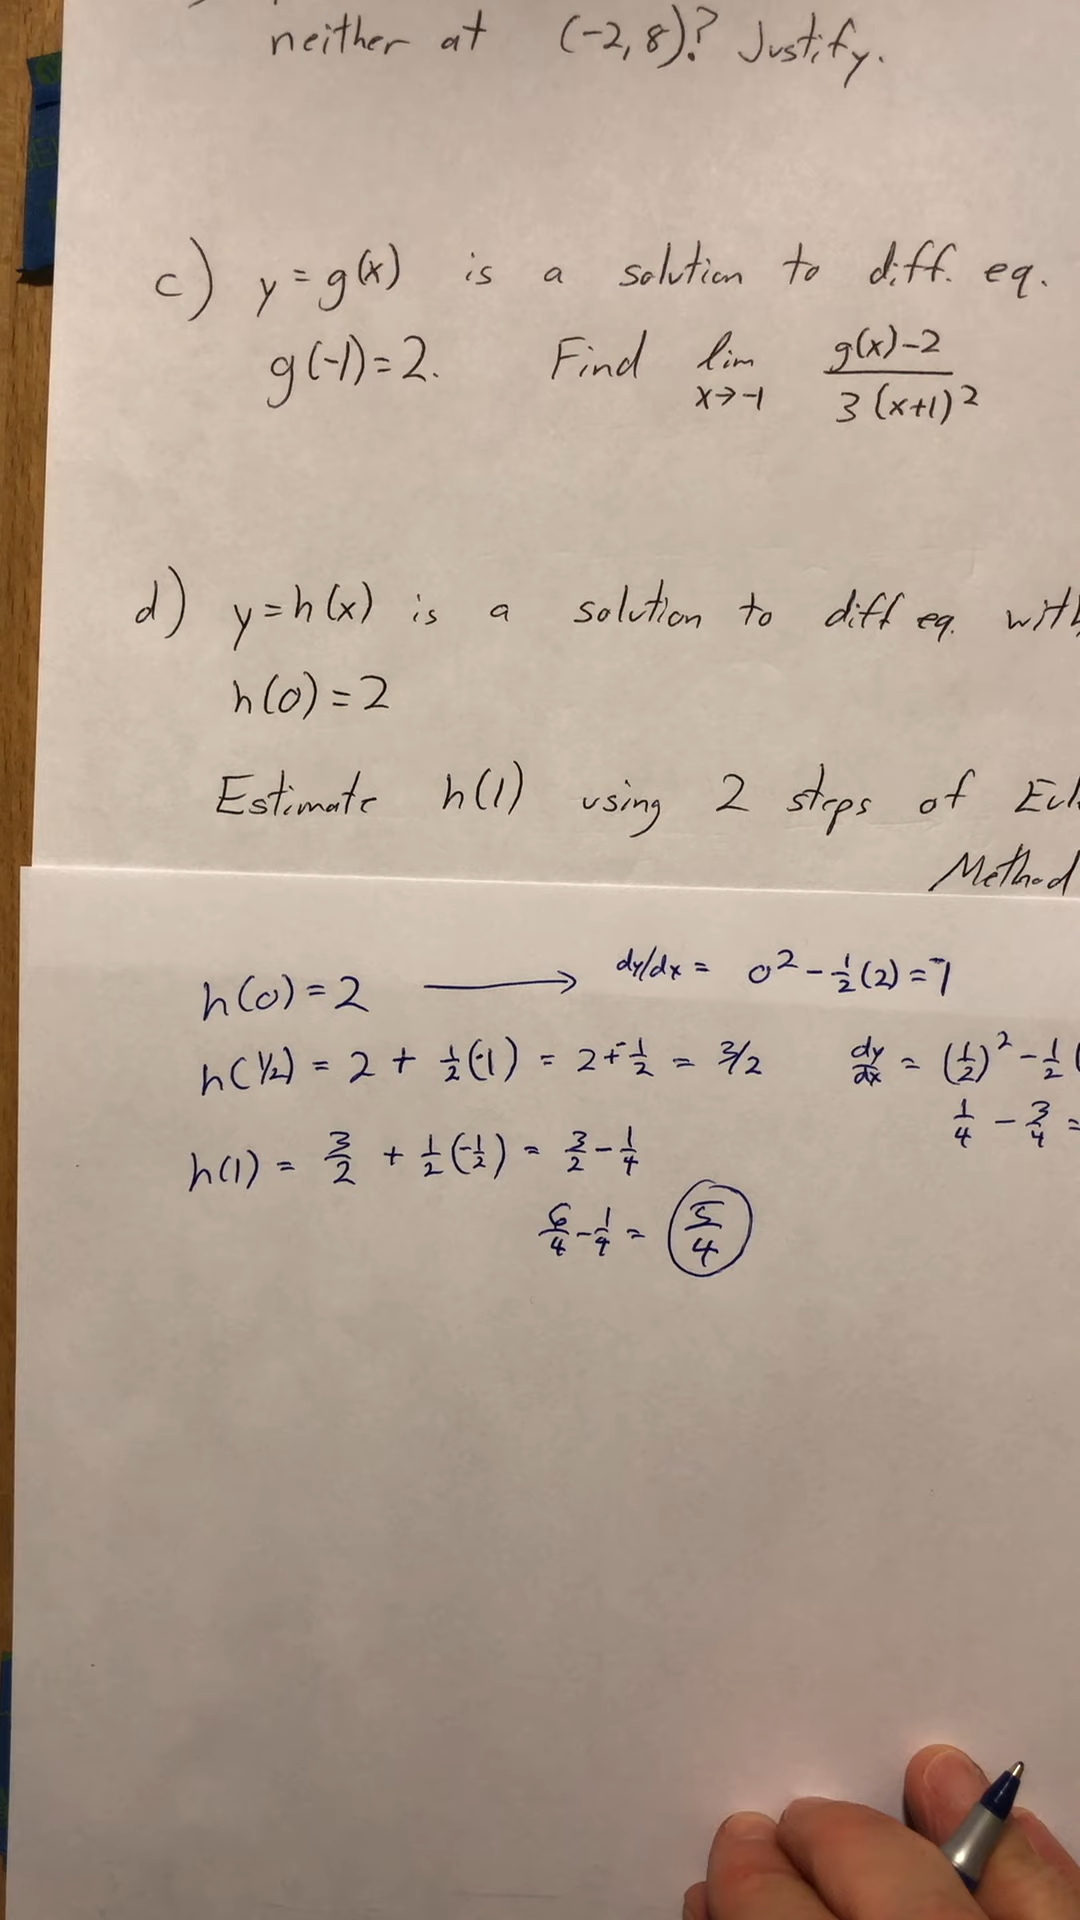 neither at (-2,8)? Justify.
c) y=g(x) is a solution to diff. eq.
g(-1)=2. Find lim x→-1 g(x)-2 / 3(x+1)²
d) y=h(x) is a solution to diff eq. with
h(0)=2
Estimate h(1) using 2 steps of Eul
Method
h(0)=2 → dy/dx = 0² - 1/2(2) = -1
h(1/2) = 2 + 1/2(-1) = 2 + -1/2 = 3/2 dy/dx = (1/2)² - 1/2(
1/4 - 3/4 =
h(1) = 3/2 + 1/2(-1/2) = 3/2 - 1/4
6/4 - 1/4 = 5/4